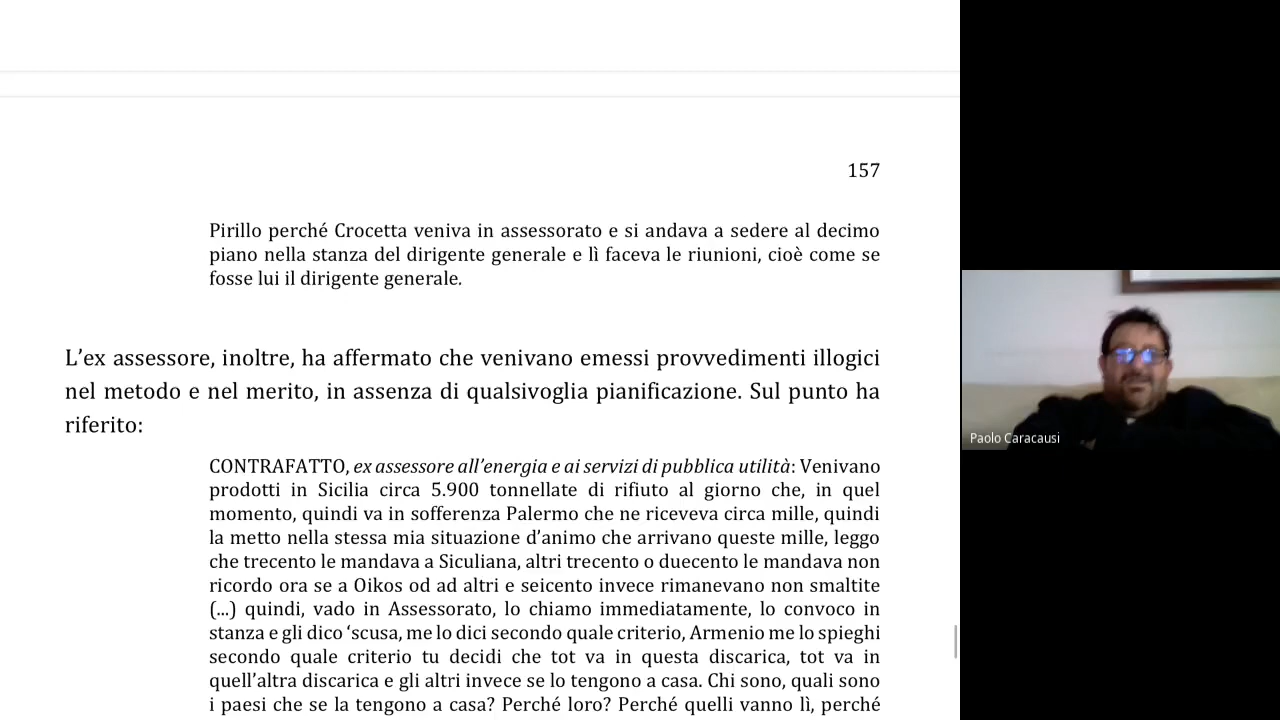 157
Pirillo perché Crocetta veniva in assessorato e si andava a sedere al decimo
piano nella stanza del dirigente generale e lì faceva le riunioni, cioè come se
fosse lui il dirigente generale.
L’ex assessore, inoltre, ha affermato che venivano emessi provvedimenti illogici
nel metodo e nel merito, in assenza di qualsivoglia pianificazione. Sul punto ha
riferito:
CONTRAFATTO, ex assessore all’energia e ai servizi di pubblica utilità: Venivano
prodotti in Sicilia circa 5.900 tonnellate di rifiuto al giorno che, in quel
momento, quindi va in sofferenza Palermo che ne riceveva circa mille, quindi
la metto nella stessa mia situazione d’animo che arrivano queste mille, leggo
che trecento le mandava a Siculiana, altri trecento o duecento le mandava non
ricordo ora se a Oikos od ad altri e seicento invece rimanevano non smaltite
(...) quindi, vado in Assessorato, lo chiamo immediatamente, lo convoco in
stanza e gli dico ‘scusa, me lo dici secondo quale criterio, Armenio me lo spieghi
secondo quale criterio tu decidi che tot va in questa discarica, tot va in
quell’altra discarica e gli altri invece se lo tengono a casa. Chi sono, quali sono
i paesi che se la tengono a casa? Perché loro? Perché quelli vanno lì, perché
Paolo Caracausi